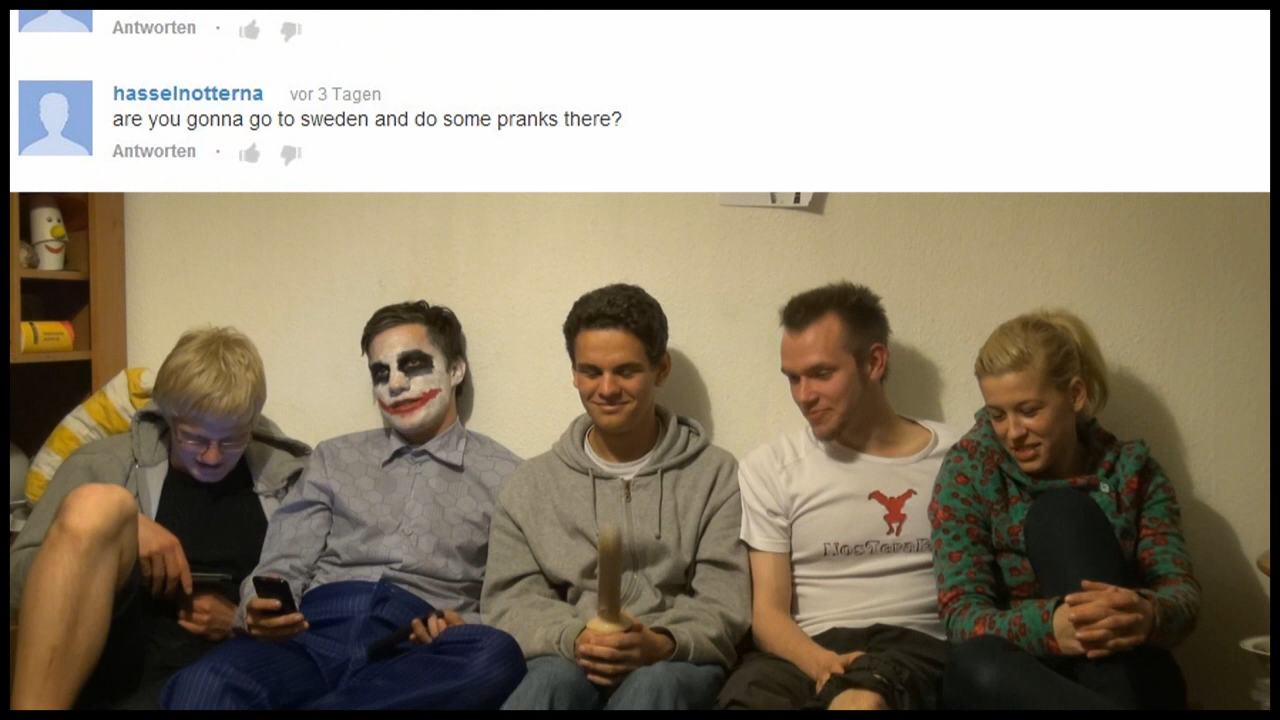 Antworten ·
hasselnotterna vor 3 Tagen
are you gonna go to sweden and do some pranks there?
Antworten ·